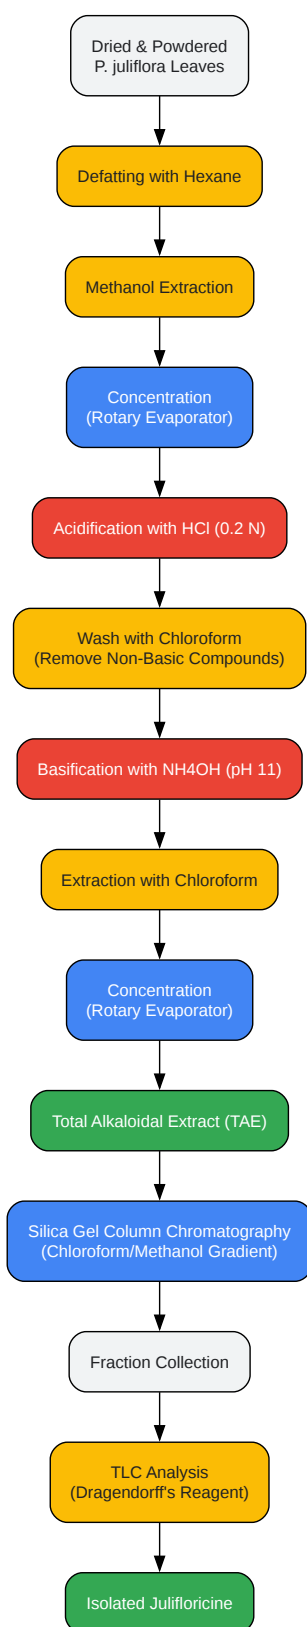 Dried & Powdered
P. juliflora Leaves
Defatting with Hexane
Methanol Extraction
Concentration
(Rotary Evaporator)
Acidification with HCl (0.2 N)
Wash with Chloroform
(Remove Non-Basic Compounds)
Basification with NH4OH (pH 11)
Extraction with Chloroform
Concentration
(Rotary Evaporator)
Total Alkaloidal Extract (TAE)
Silica Gel Column Chromatography
(Chloroform/Methanol Gradient)
Fraction Collection
TLC Analysis
(Dragendorff's Reagent)
Isolated Julifloricine